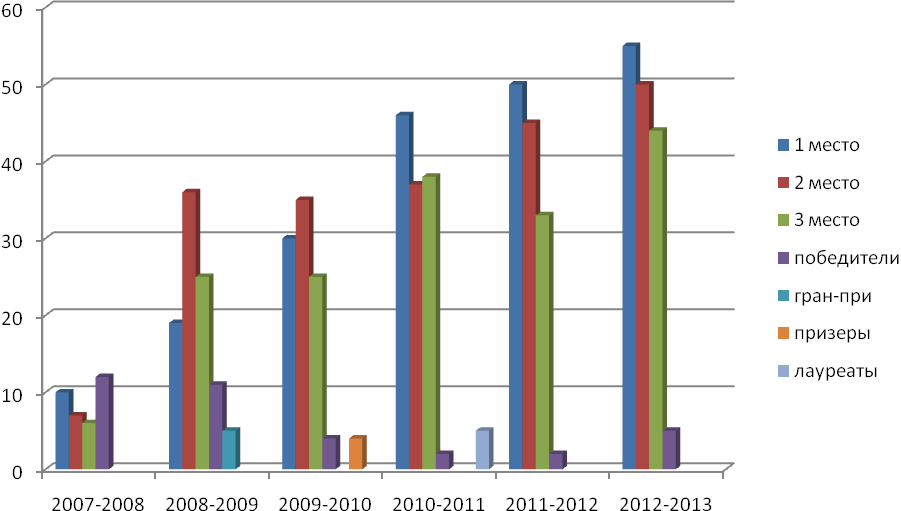 60
50
40
30
20
10
0
2007-2008 2008-2009 2009-2010 2010-2011 2011-2012 2012-2013
1 место
2 место
3 место
победители
гран-при
призеры
лауреаты